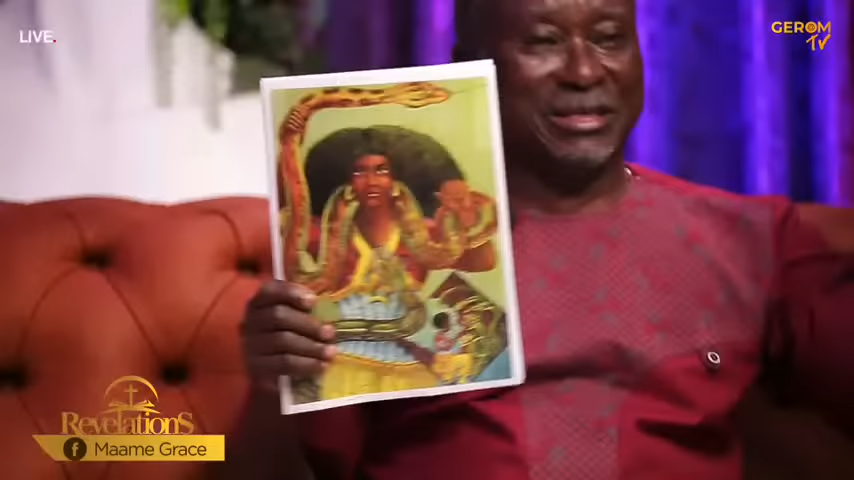 LIVE.
GEROM
TV
RevelationS
Maame Grace